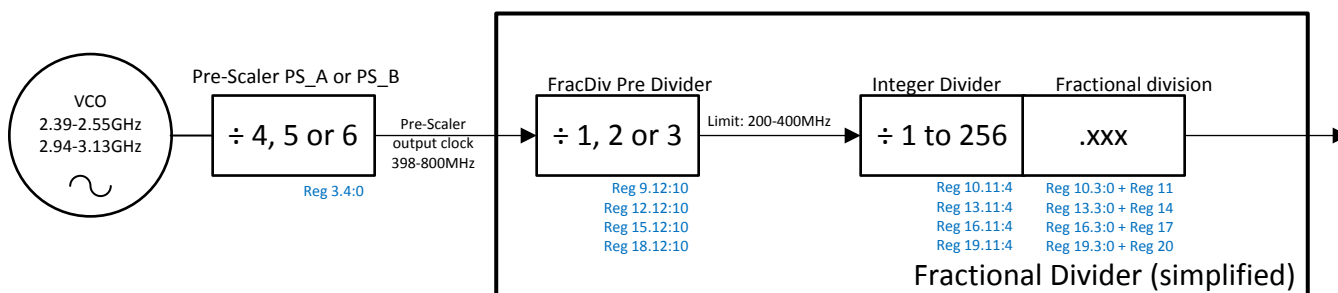 Pre-Scaler PS_A or PS_B
FracDiv Pre Divider
Integer Divider
Fractional division
VCO
2.39-2.55GHz
2.94-3.13GHz
÷ 4, 5 or 6
Pre-Scaler
output clock
398-800MHz
÷ 1, 2 or 3
Limit: 200-400MHz
÷ 1 to 256
.xxx
Reg 3.4:0
Reg 9.12:10
Reg 12.12:10
Reg 15.12:10
Reg 18.12:10
Reg 10.11:4
Reg 13.11:4
Reg 16.11:4
Reg 19.11:4
Reg 10.3:0 + Reg 11
Reg 13.3:0 + Reg 14
Reg 16.3:0 + Reg 17
Reg 19.3:0 + Reg 20
Fractional Divider (simplified)